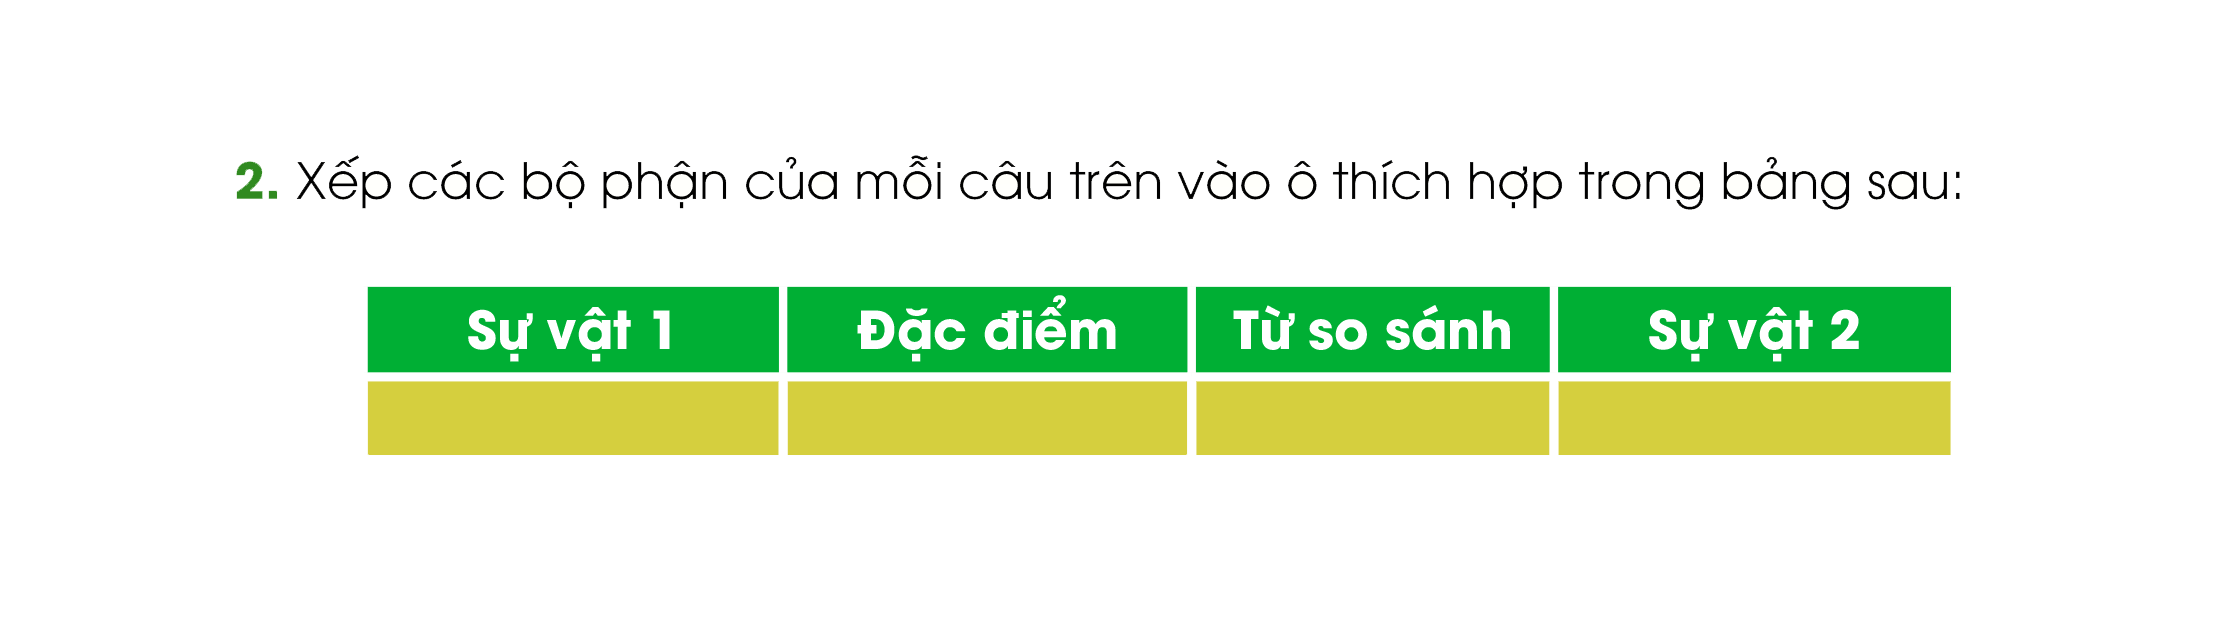 2. Xếp các bộ phận của mỗi câu trên vào ô thích hợp trong bảng sau:
Sự vật 1 Đặc điểm Từ so sánh Sự vật 2